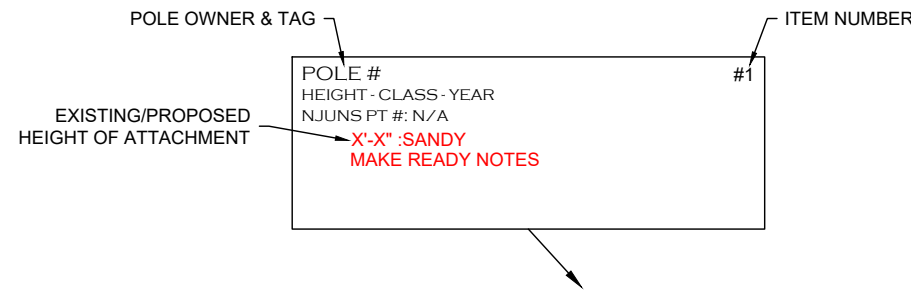 POLE OWNER & TAG
ITEM NUMBER
POLE #
#1
HEIGHT - CLASS - YEAR
NJUNS PT #: N/A
EXISTING/PROPOSED
HEIGHT OF ATTACHMENT
X'-X" :SANDY
MAKE READY NOTES